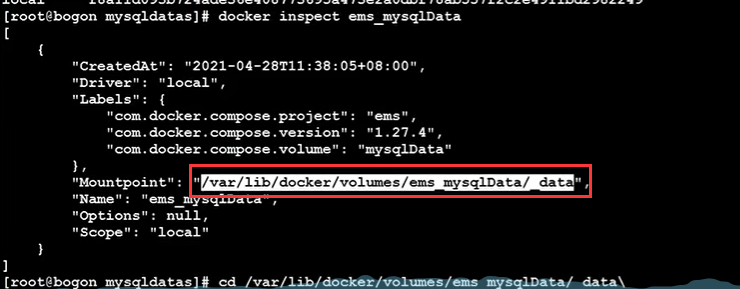 [root@bogon mysqldatas]# docker inspect ems_mysqlData
[
    {
        "CreatedAt": "2021-04-28T11:38:05+08:00",
        "Driver": "local",
        "Labels": {
            "com.docker.compose.project": "ems",
            "com.docker.compose.version": "1.27.4",
            "com.docker.compose.volume": "mysqlData"
        },
        "Mountpoint": "/var/lib/docker/volumes/ems_mysqlData/_data",
        "Name": "ems_mysqlData",
        "Options": null,
        "Scope": "local"
    }
]
[root@bogon mysqldatas]# cd /var/lib/docker/volumes/ems_mysqlData/_data\